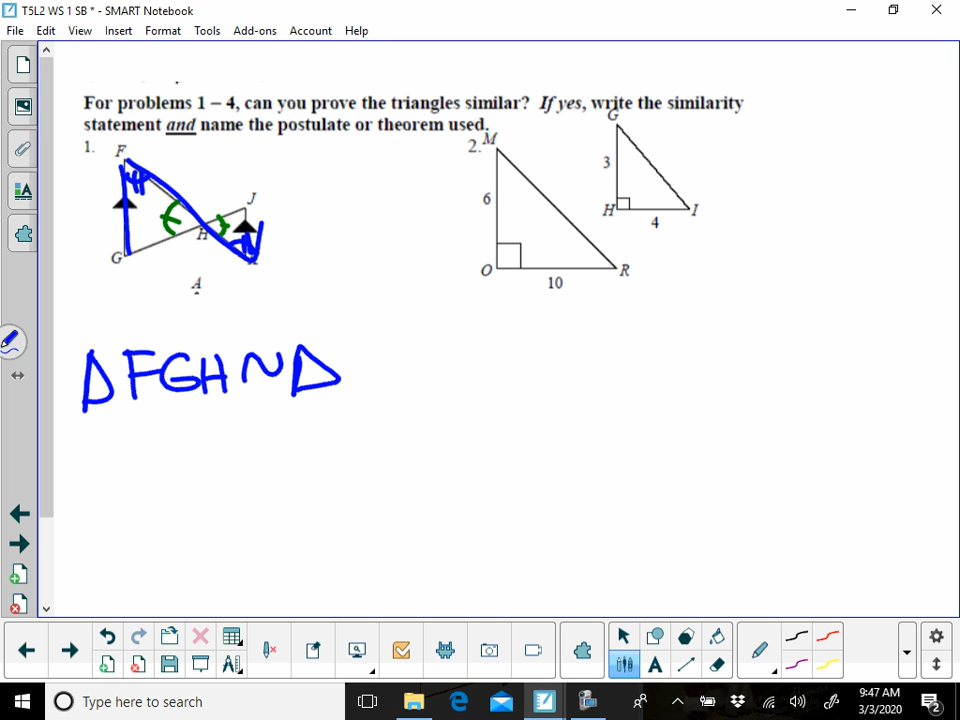 T5L2 WS 1 SB * - SMART Notebook
File Edit View Insert Format Tools Add-ons Account Help
For problems 1 – 4, can you prove the triangles similar? If yes, write the similarity
statement and name the postulate or theorem used.
1.
F
J
H
G
A
2.
M
6
O
10
R
G
3
H
4
I
Δ FGH ~ Δ
A
Type here to search
9:47 AM
3/3/2020
2